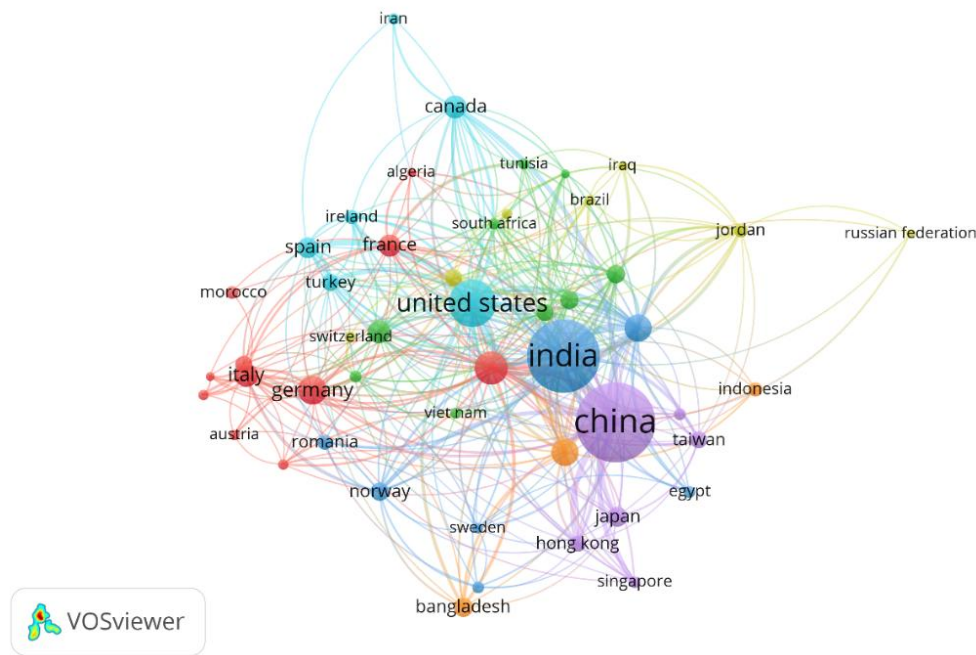 iran
canada
algeria
tunisia
iraq
brazil
ireland
south africa
spain
france
jordan
russian federation
turkey
morocco
united states
switzerland
india
italy
germany
indonesia
viet nam
china
austria
romania
taiwan
norway
egypt
sweden
japan
hong kong
singapore
bangladesh
VOSviewer